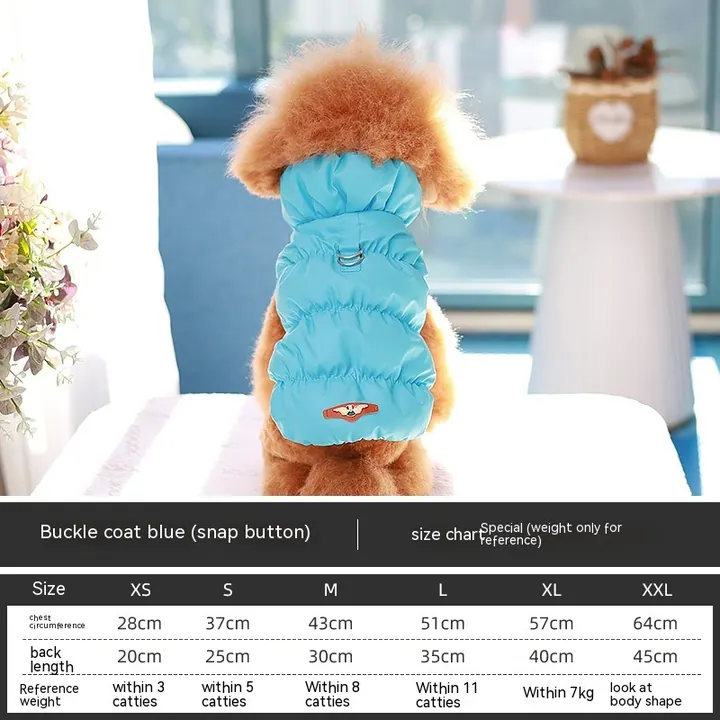 Buckle coat blue (snap button)
size chart Special (weight only for
reference)
Size XS S M L XL XXL
chest
circumference 28cm 37cm 43cm 51cm 57cm 64cm
back
length 20cm 25cm 30cm 35cm 40cm 45cm
Reference
weight within 3
catties within 5
catties Within 8
catties Within 11
catties Within 7kg look at
body shape